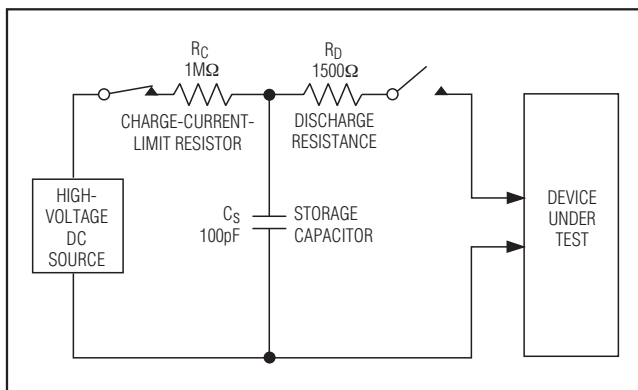 R_C
1MΩ
CHARGE-CURRENT-
LIMIT RESISTOR
R_D
1500Ω
DISCHARGE
RESISTANCE
HIGH-
VOLTAGE
DC
SOURCE
C_S
100pF
STORAGE
CAPACITOR
DEVICE
UNDER
TEST